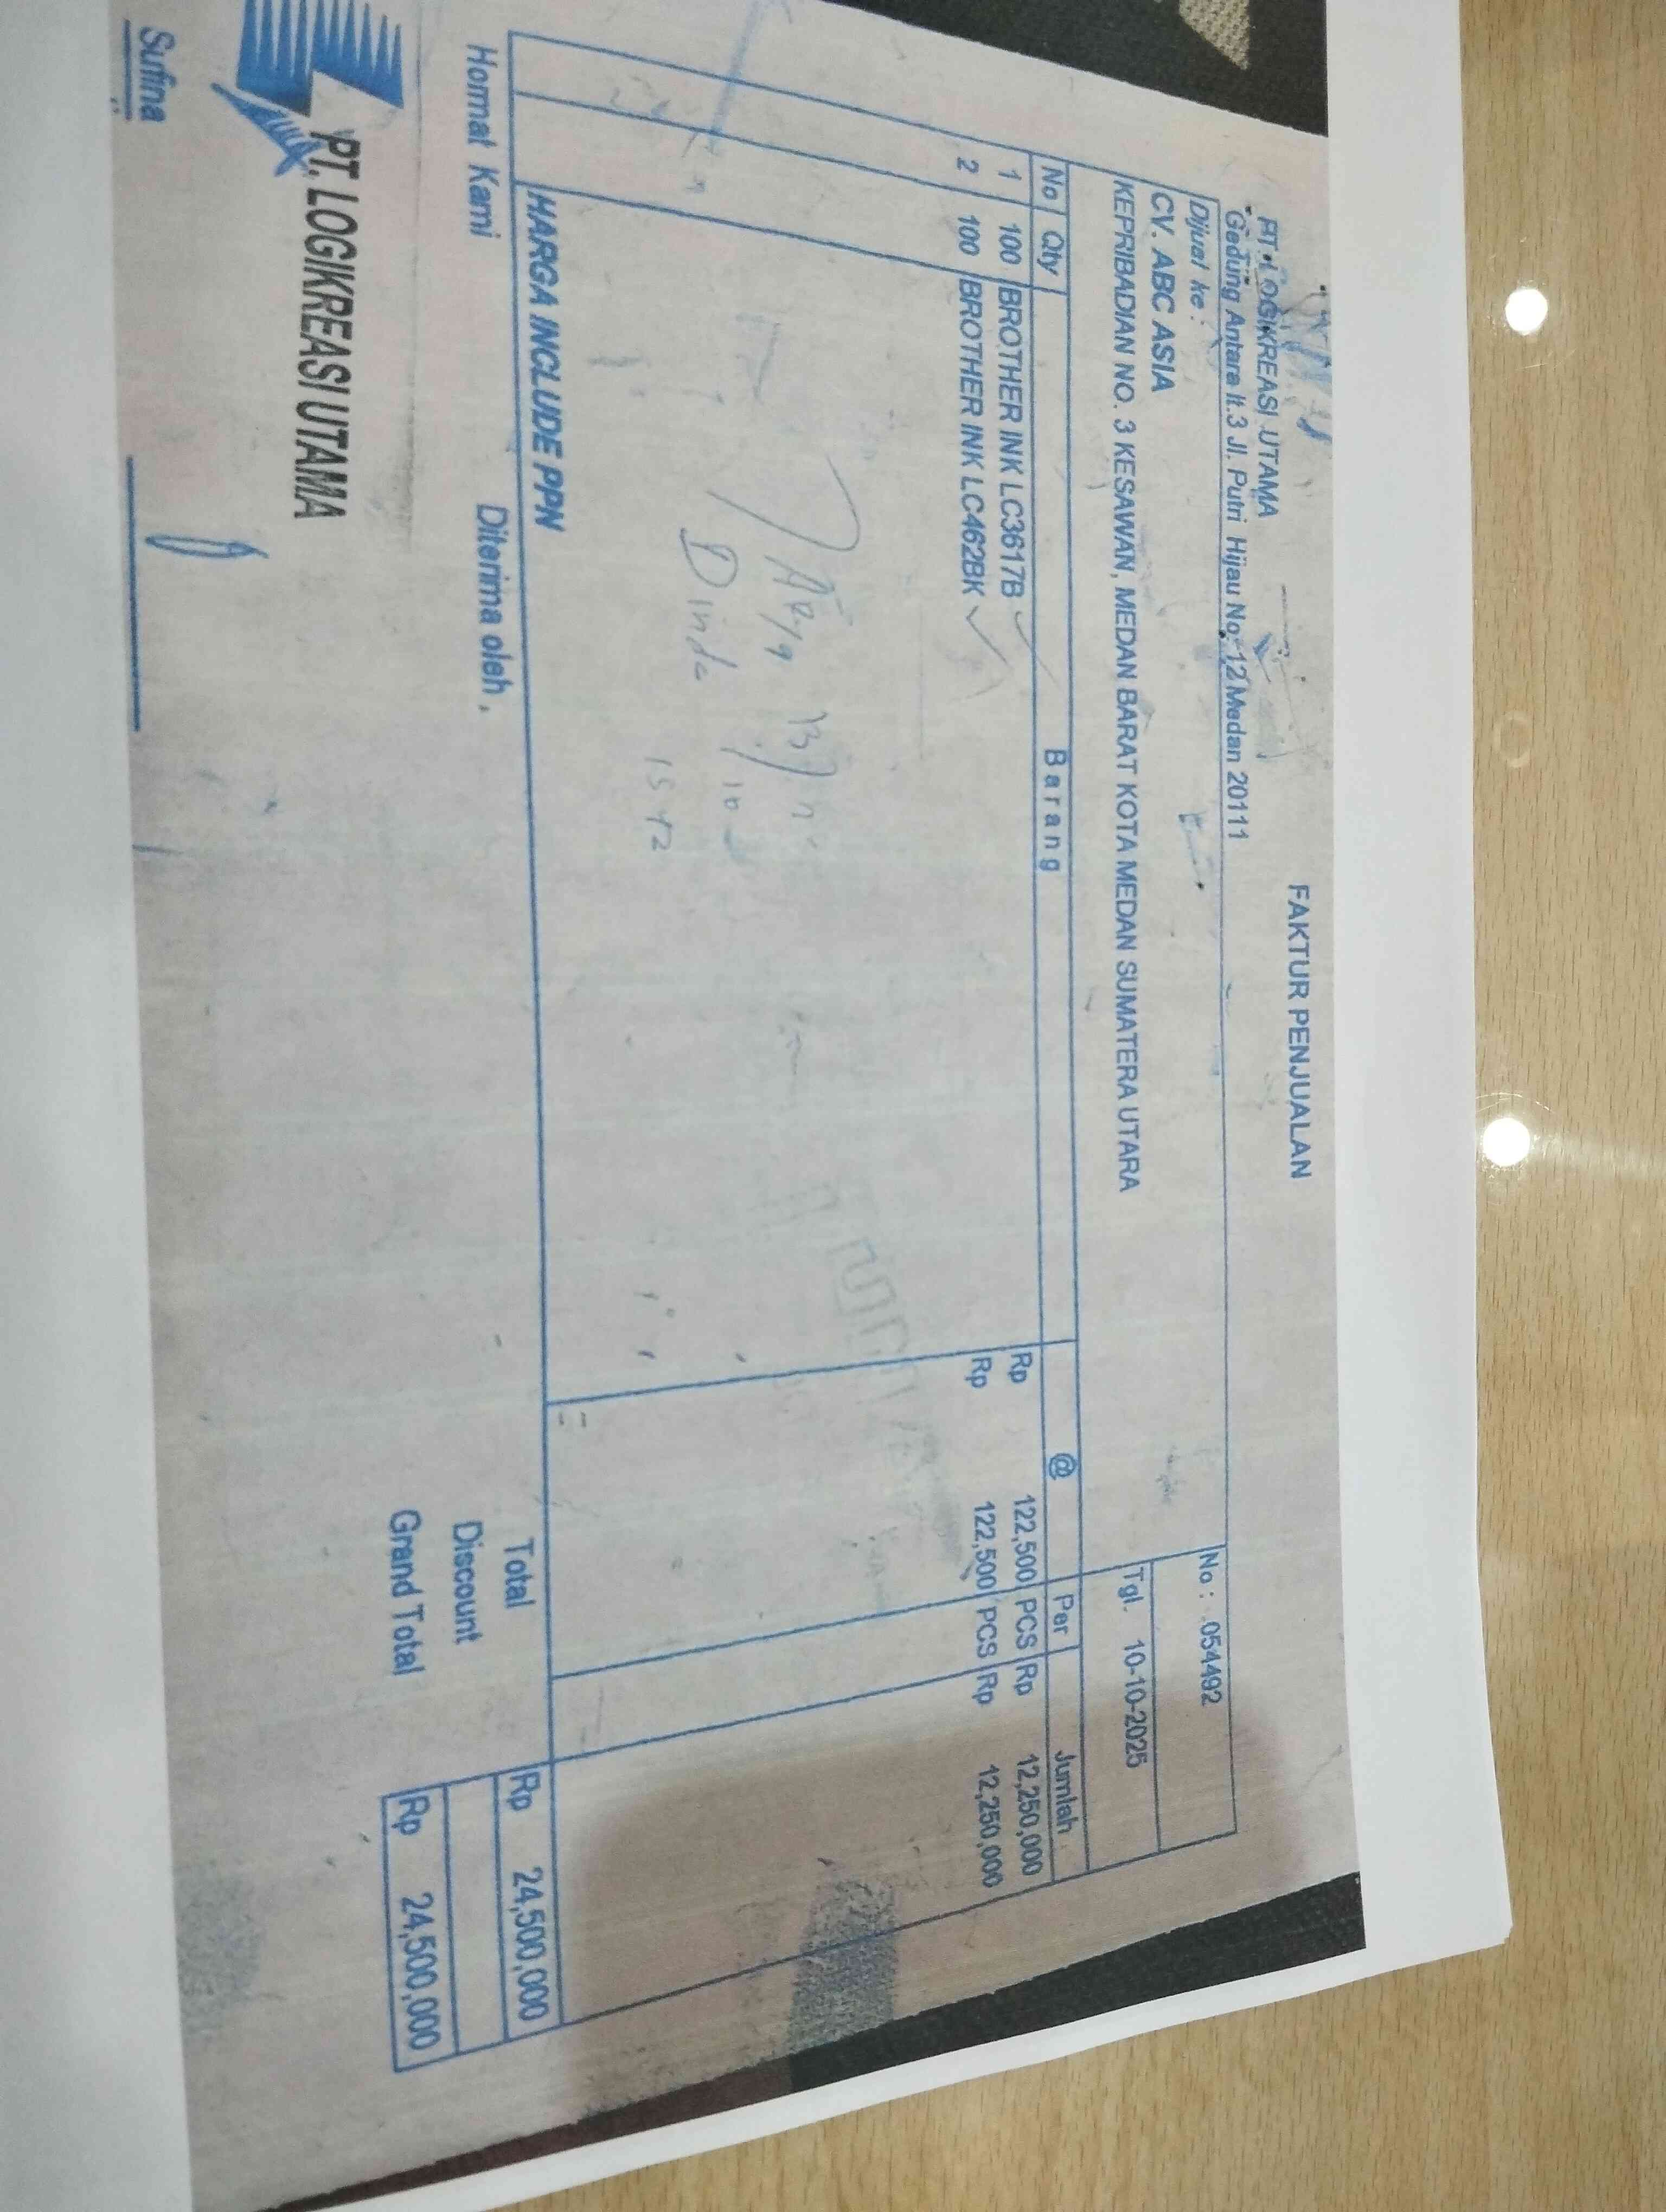 FAKTUR PENJUALAN
PT. LOGIKREASI UTAMA
Gedung Antara lt.3 Jl. Putri Hijau No. 12 Medan 20111
Dijual ke :
No : 054492
CV. ABC ASIA
KEPRIBADIAN NO. 3 KESAWAN, MEDAN BARAT KOTA MEDAN SUMATERA UTARA
Tgl. 10-10-2025
No Qty Barang @ Per Jumlah
1 100 BROTHER INK LC3617B Rp 122,500 PCS Rp 12,250,000
2 100 BROTHER INK LC462BK Rp 122,500 PCS Rp 12,250,000
Dinda
HARGA INCLUDE PPN
Total Rp 24,500,000
Discount
Grand Total Rp 24,500,000
Hormat Kami
Diterima oleh,
PT. LOGIKREASI UTAMA
Sufina